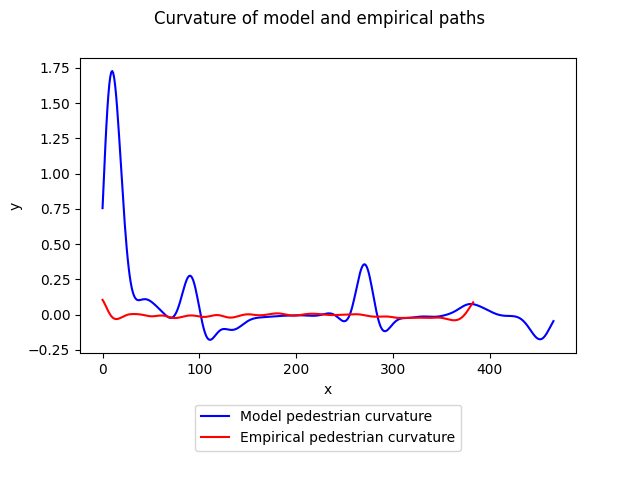 Curvature of model and empirical paths
1.75
1.50
1.25
1.00
0.75
0.50
0.25
0.00
−0.25
y
0 100 200 300 400
x
Model pedestrian curvature
Empirical pedestrian curvature